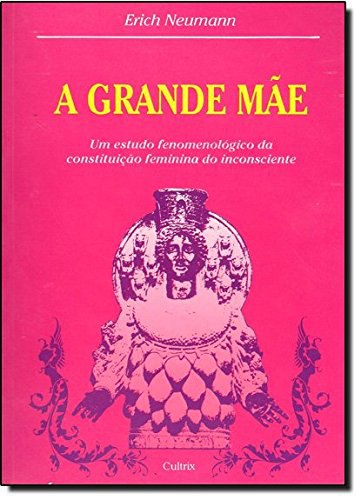 Erich Neumann
A GRANDE MÃE
Um estudo fenomenológico da
constituição feminina do inconsciente
Cultrix